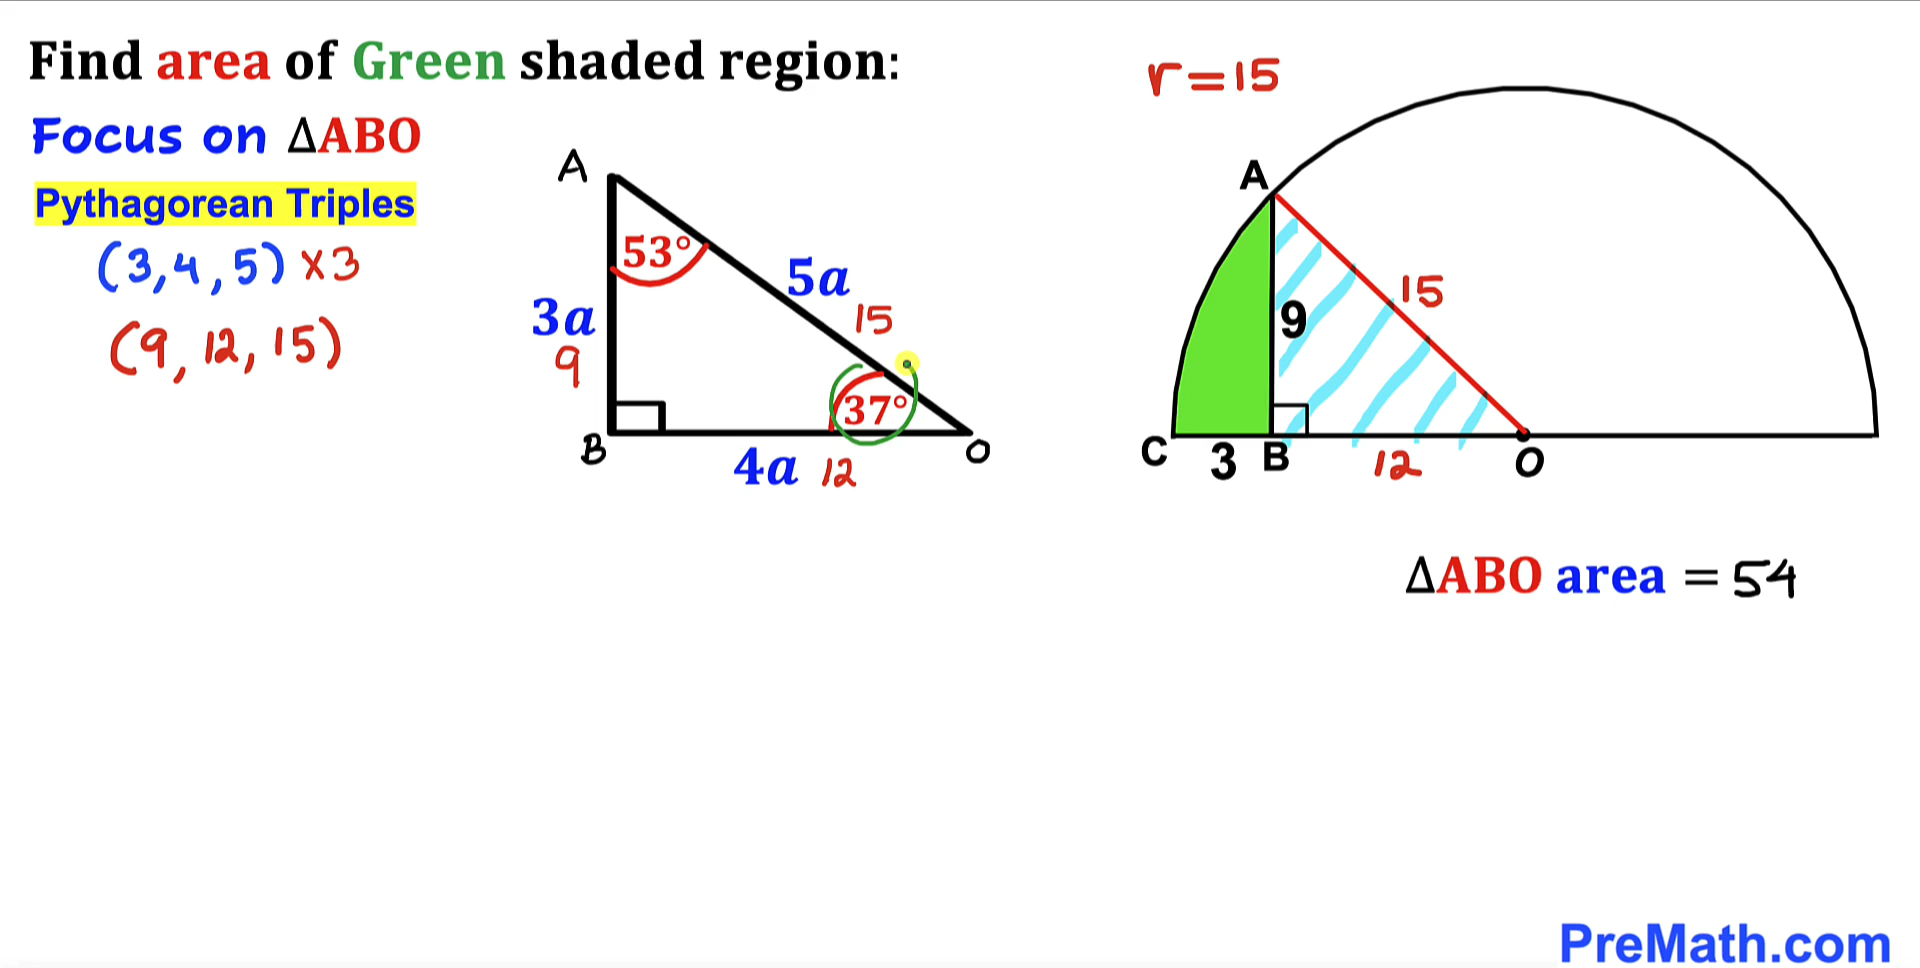 Find area of Green shaded region:
Focus on ΔABO
Pythagorean Triples
(3,4,5) ×3
(9, 12, 15)
A
53°
3a
9
5a
15
37°
B
4a 12
O
r=15
A
9
15
C 3 B 12 O
ΔABO area = 54
PreMath.com